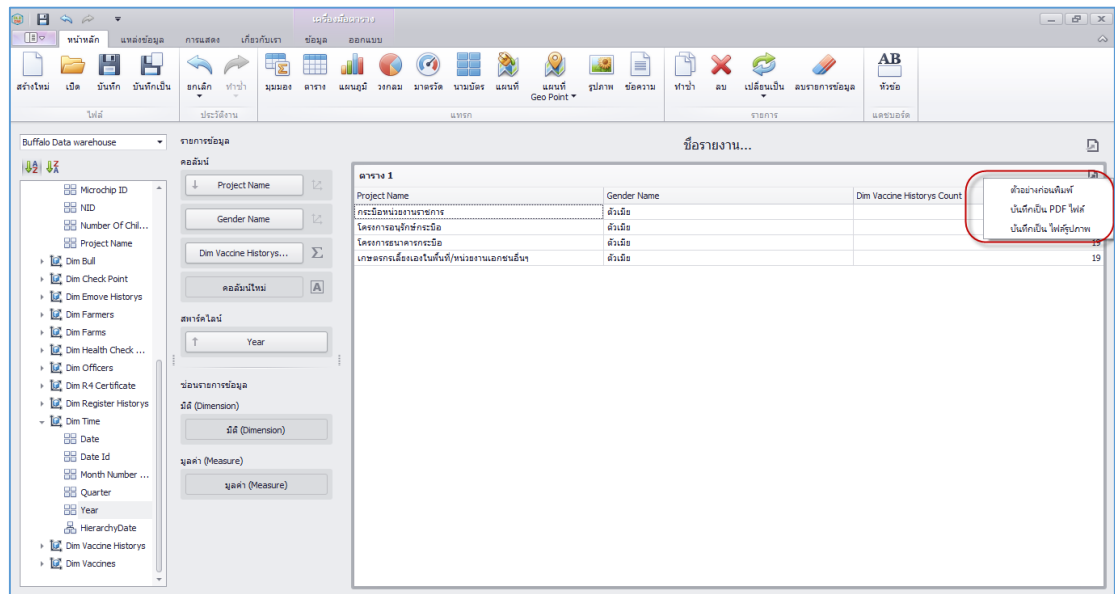 เครื่องมือตาราง
หน้าหลัก แหล่งข้อมูล การแสดง เกี่ยวกับเรา ข้อมูล ออกแบบ
สร้างใหม่ เปิด บันทึก บันทึกเป็น ยกเลิก ทำซ้ำ มุมมอง ตาราง แผนภูมิ วงกลม มาตรวัด นามบัตร แผนที่ แผนที่ Geo Point รูปภาพ ข้อความ ทำซ้ำ ลบ เปลี่ยนเป็น ลบรายการข้อมูล AB หัวข้อ
ไฟล์ ประวัติงาน แทรก รายการ แดชบอร์ด
Buffalo Data warehouse
รายการข้อมูล
ชื่อรายงาน...
คอลัมน์
Microchip ID
NID
Number Of Chil...
Project Name
Dim Bull
Dim Check Point
Dim Emove Historys
Dim Farmers
Dim Farms
Dim Health Check ...
Dim Officers
Dim R4 Certificate
Dim Register Historys
Dim Time
Date
Date Id
Month Number ...
Quarter
Year
HierarchyDate
Dim Vaccine Historys
Dim Vaccines
Project Name
Gender Name
Dim Vaccine Historys... Σ
คอลัมน์ใหม่ A
สพาร์คไลน์
Year
ซ่อนรายการข้อมูล
มิติ (Dimension)
มิติ (Dimension)
มูลค่า (Measure)
มูลค่า (Measure)
ตาราง 1
Project Name Gender Name Dim Vaccine Historys Count
กระบือหน่วยงานราชการ ตัวเมีย
โครงการอนุรักษ์กระบือ ตัวเมีย
โครงการธนาคารกระบือ ตัวเมีย 19
เกษตรกรเลี้ยงเองในพื้นที่/หน่วยงานเอกชนอื่นๆ ตัวเมีย 19
ตัวอย่างก่อนพิมพ์
บันทึกเป็น PDF ไฟล์
บันทึกเป็น ไฟล์รูปภาพ